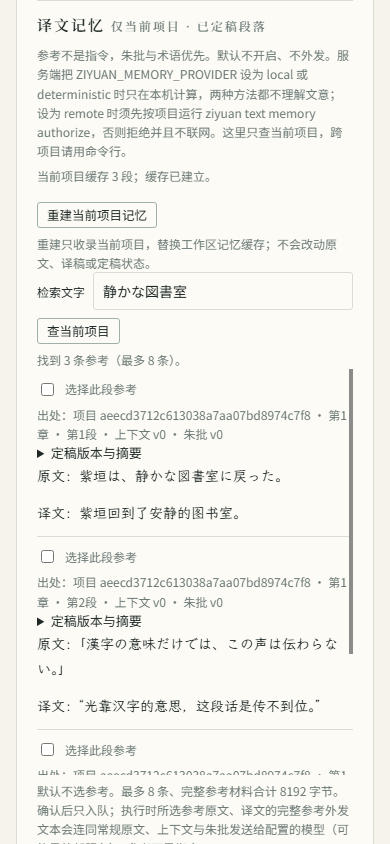 译文记忆 仅当前项目 · 已定稿段落
参考不是指令，朱批与术语优先。默认不开启、不外发。服
务端把 ZIYUAN_MEMORY_PROVIDER 设为 local 或
deterministic 时只在本机计算，两种方法都不理解文意；
设为 remote 时须先按项目运行 ziyuan text memory
authorize，否则拒绝并且不联网。这里只查当前项目，跨
项目请用命令行。
当前项目缓存 3 段；缓存已建立。
重建当前项目记忆
重建只收录当前项目，替换工作区记忆缓存；不会改动原
文、译稿或定稿状态。
检索文字 静かな図書室
查当前项目
找到 3 条参考（最多 8 条）。
选择此段参考
出处：项目 aeecd3712c613038a7aa07bd8974c7f8 · 第1
章 · 第1段 · 上下文 v0 · 朱批 v0
▶ 定稿版本与摘要
原文：紫垣は、静かな図書室に戻った。
译文：紫垣回到了安静的图书室。
选择此段参考
出处：项目 aeecd3712c613038a7aa07bd8974c7f8 · 第1
章 · 第2段 · 上下文 v0 · 朱批 v0
▶ 定稿版本与摘要
原文：「漢字の意味だけでは、この声は伝わらな
い。」
译文：“光靠汉字的意思，这段话是传不到位。”
选择此段参考
默认不选参考。最多 8 条、完整参考材料合计 8192 字节。
确认后只入队；执行时所选参考原文、译文的完整参考外发
文本会连同常规原文、上下文与朱批发送给配置的模型（可